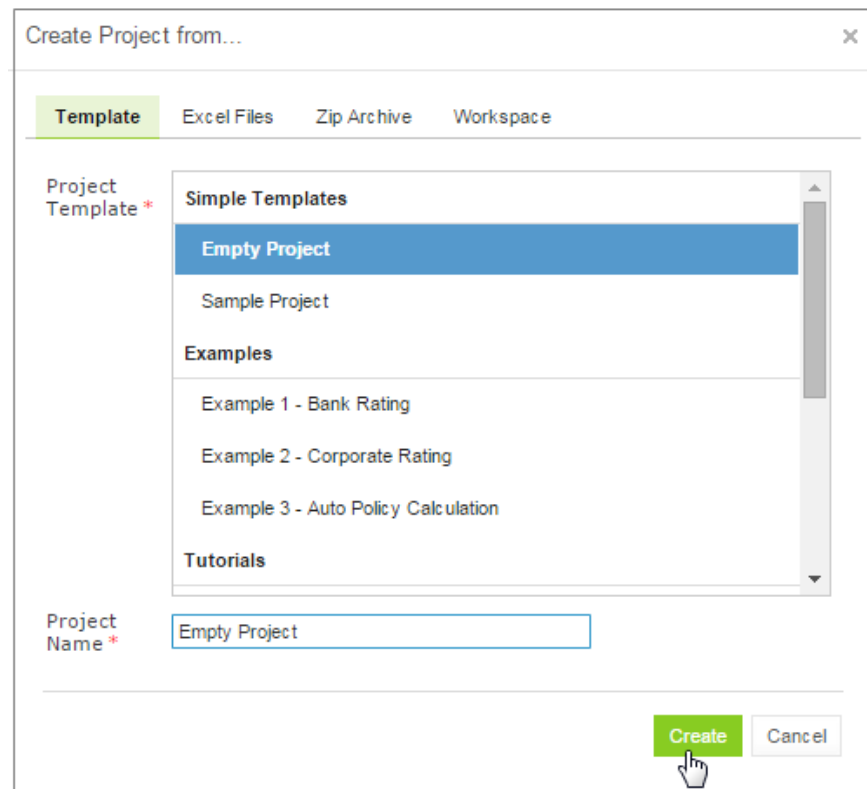 Create Project from...
×
Template Excel Files Zip Archive Workspace
Project
Template *
Simple Templates
Empty Project
Sample Project
Examples
Example 1 - Bank Rating
Example 2 - Corporate Rating
Example 3 - Auto Policy Calculation
Tutorials
Project
Name *
Empty Project
Create Cancel